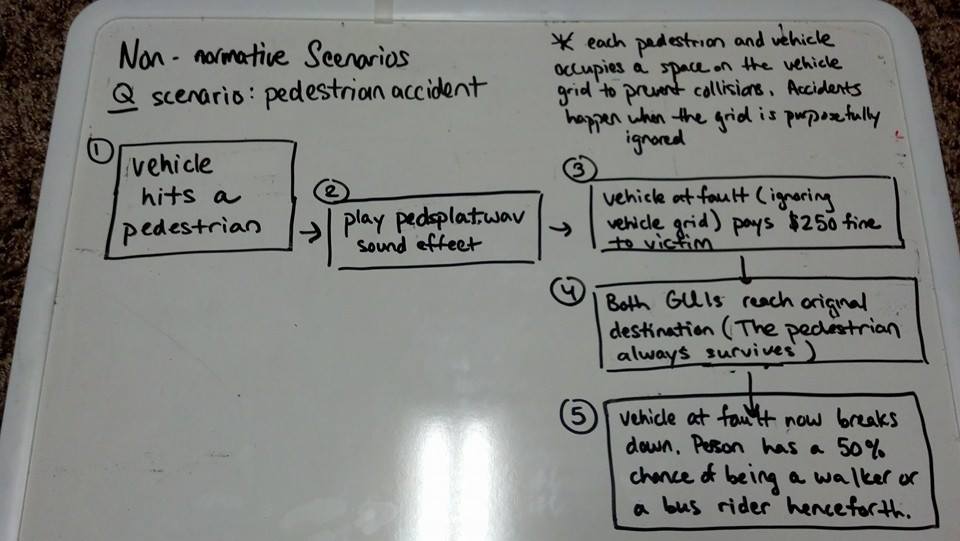 Non-normative Scenarios
Q scenario: pedestrian accident
* each pedestrian and vehicle
occupies a space on the vehicle
grid to prevent collisions. Accidents
happen when the grid is purposefully
ignored
1
vehicle
hits a
pedestrian
2
play pedsplat.wav
sound effect
3
vehicle at fault (ignoring
vehicle grid) pays $250 fine
to victim
4
Both GUIs reach original
destination (The pedestrian
always survives)
5
vehicle at fault now breaks
down. Person has a 50%
chance of being a walker or
a bus rider henceforth.